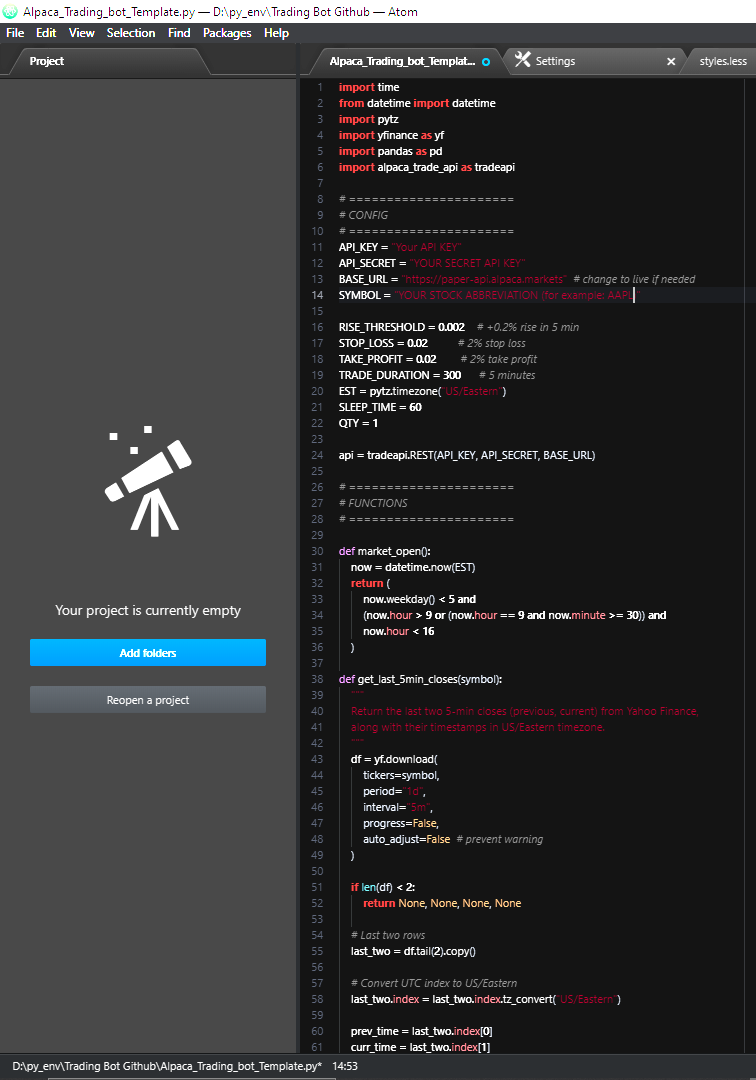 Alpaca_Trading_bot_Template.py — D:\py_env\Trading Bot Github — Atom
File Edit View Selection Find Packages Help
Project
Alpaca_Trading_bot_Templat...
Settings
styles.less
Your project is currently empty
Add folders
Reopen a project
1 import time
2 from datetime import datetime
3 import pytz
4 import yfinance as yf
5 import pandas as pd
6 import alpaca_trade_api as tradeapi
7
8 # ======================
9 # CONFIG
10 # ======================
11 API_KEY = "Your API KEY"
12 API_SECRET = "YOUR SECRET API KEY"
13 BASE_URL = "https://paper-api.alpaca.markets" # change to live if needed
14 SYMBOL = "YOUR STOCK ABBREVIATION (for example: AAPL"
15
16 RISE_THRESHOLD = 0.002 # +0.2% rise in 5 min
17 STOP_LOSS = 0.02 # 2% stop loss
18 TAKE_PROFIT = 0.02 # 2% take profit
19 TRADE_DURATION = 300 # 5 minutes
20 EST = pytz.timezone("US/Eastern")
21 SLEEP_TIME = 60
22 QTY = 1
23
24 api = tradeapi.REST(API_KEY, API_SECRET, BASE_URL)
25
26 # ======================
27 # FUNCTIONS
28 # ======================
29
30 def market_open():
31 now = datetime.now(EST)
32 return (
33 now.weekday() < 5 and
34 (now.hour > 9 or (now.hour == 9 and now.minute >= 30)) and
35 now.hour < 16
36 )
37
38 def get_last_5min_closes(symbol):
39 """
40 Return the last two 5-min closes (previous, current) from Yahoo Finance,
41 along with their timestamps in US/Eastern timezone.
42 """
43 df = yf.download(
44 tickers=symbol,
45 period="1d",
46 interval="5m",
47 progress=False,
48 auto_adjust=False # prevent warning
49 )
50
51 if len(df) < 2:
52 return None, None, None, None
53
54 # Last two rows
55 last_two = df.tail(2).copy()
56
57 # Convert UTC index to US/Eastern
58 last_two.index = last_two.index.tz_convert("US/Eastern")
59
60 prev_time = last_two.index[0]
61 curr_time = last_two.index[1]
D:\py_env\Trading Bot Github\Alpaca_Trading_bot_Template.py* 14:53